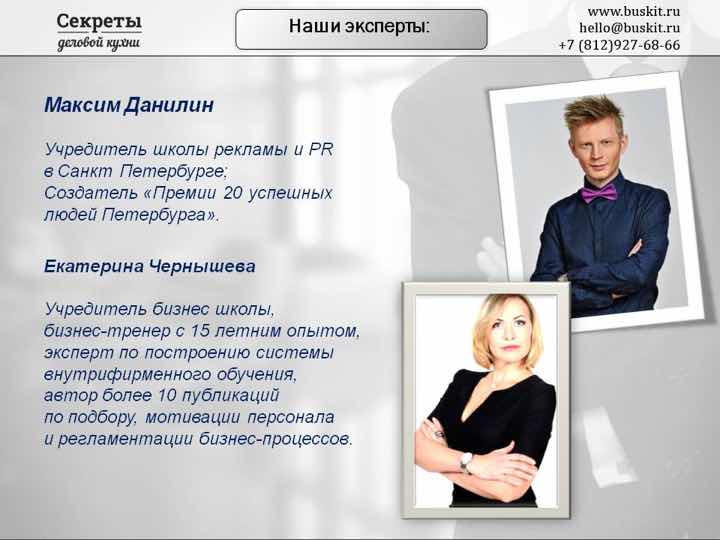 Секреты
деловой кухни
Наши эксперты:
www.buskit.ru
hello@buskit.ru
+7 (812)927-68-66
Максим Данилин
Учредитель школы рекламы и PR
в Санкт Петербурге;
Создатель «Премии 20 успешных
людей Петербурга».
Екатерина Чернышева
Учредитель бизнес школы,
бизнес-тренер с 15 летним опытом,
эксперт по построению системы
внутрифирменного обучения,
автор более 10 публикаций
по подбору, мотивации персонала
и регламентации бизнес-процессов.